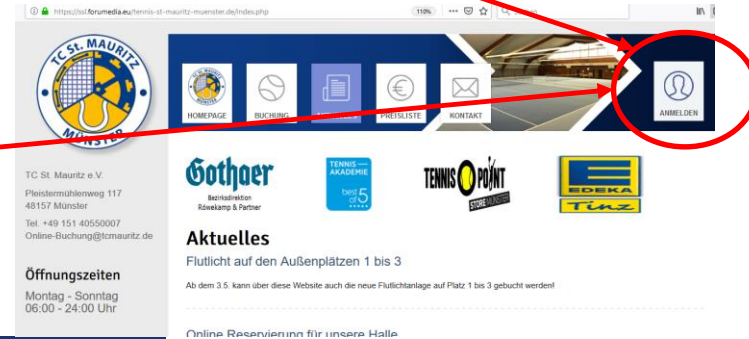 https://ssl.forumedia.eu/tennis-st-mauritz-muenster.de/index.php
110%
TC ST. MAURITZ
MÜNSTER
HOMEPAGE
BUCHUNG
PREISLISTE
KONTAKT
ANMELDEN
TC St. Mauritz e.V.
Pleistermühlenweg 117
48157 Münster
Tel. +49 151 40550007
Online-Buchung@tcmauritz.de
Öffnungszeiten
Montag - Sonntag
06:00 - 24:00 Uhr
Gothaer
Bezirksdirektion
Röwekamp & Partner
TENNIS—
AKADEMIE
best
of 5
TENNIS POINT
STORE MÜNSTER
EDEKA
Tinz
Aktuelles
Flutlicht auf den Außenplätzen 1 bis 3
Ab dem 3.5. kann über diese Website auch die neue Flutlichtanlage auf Platz 1 bis 3 gebucht werden!
Online Reservierung für unsere Halle